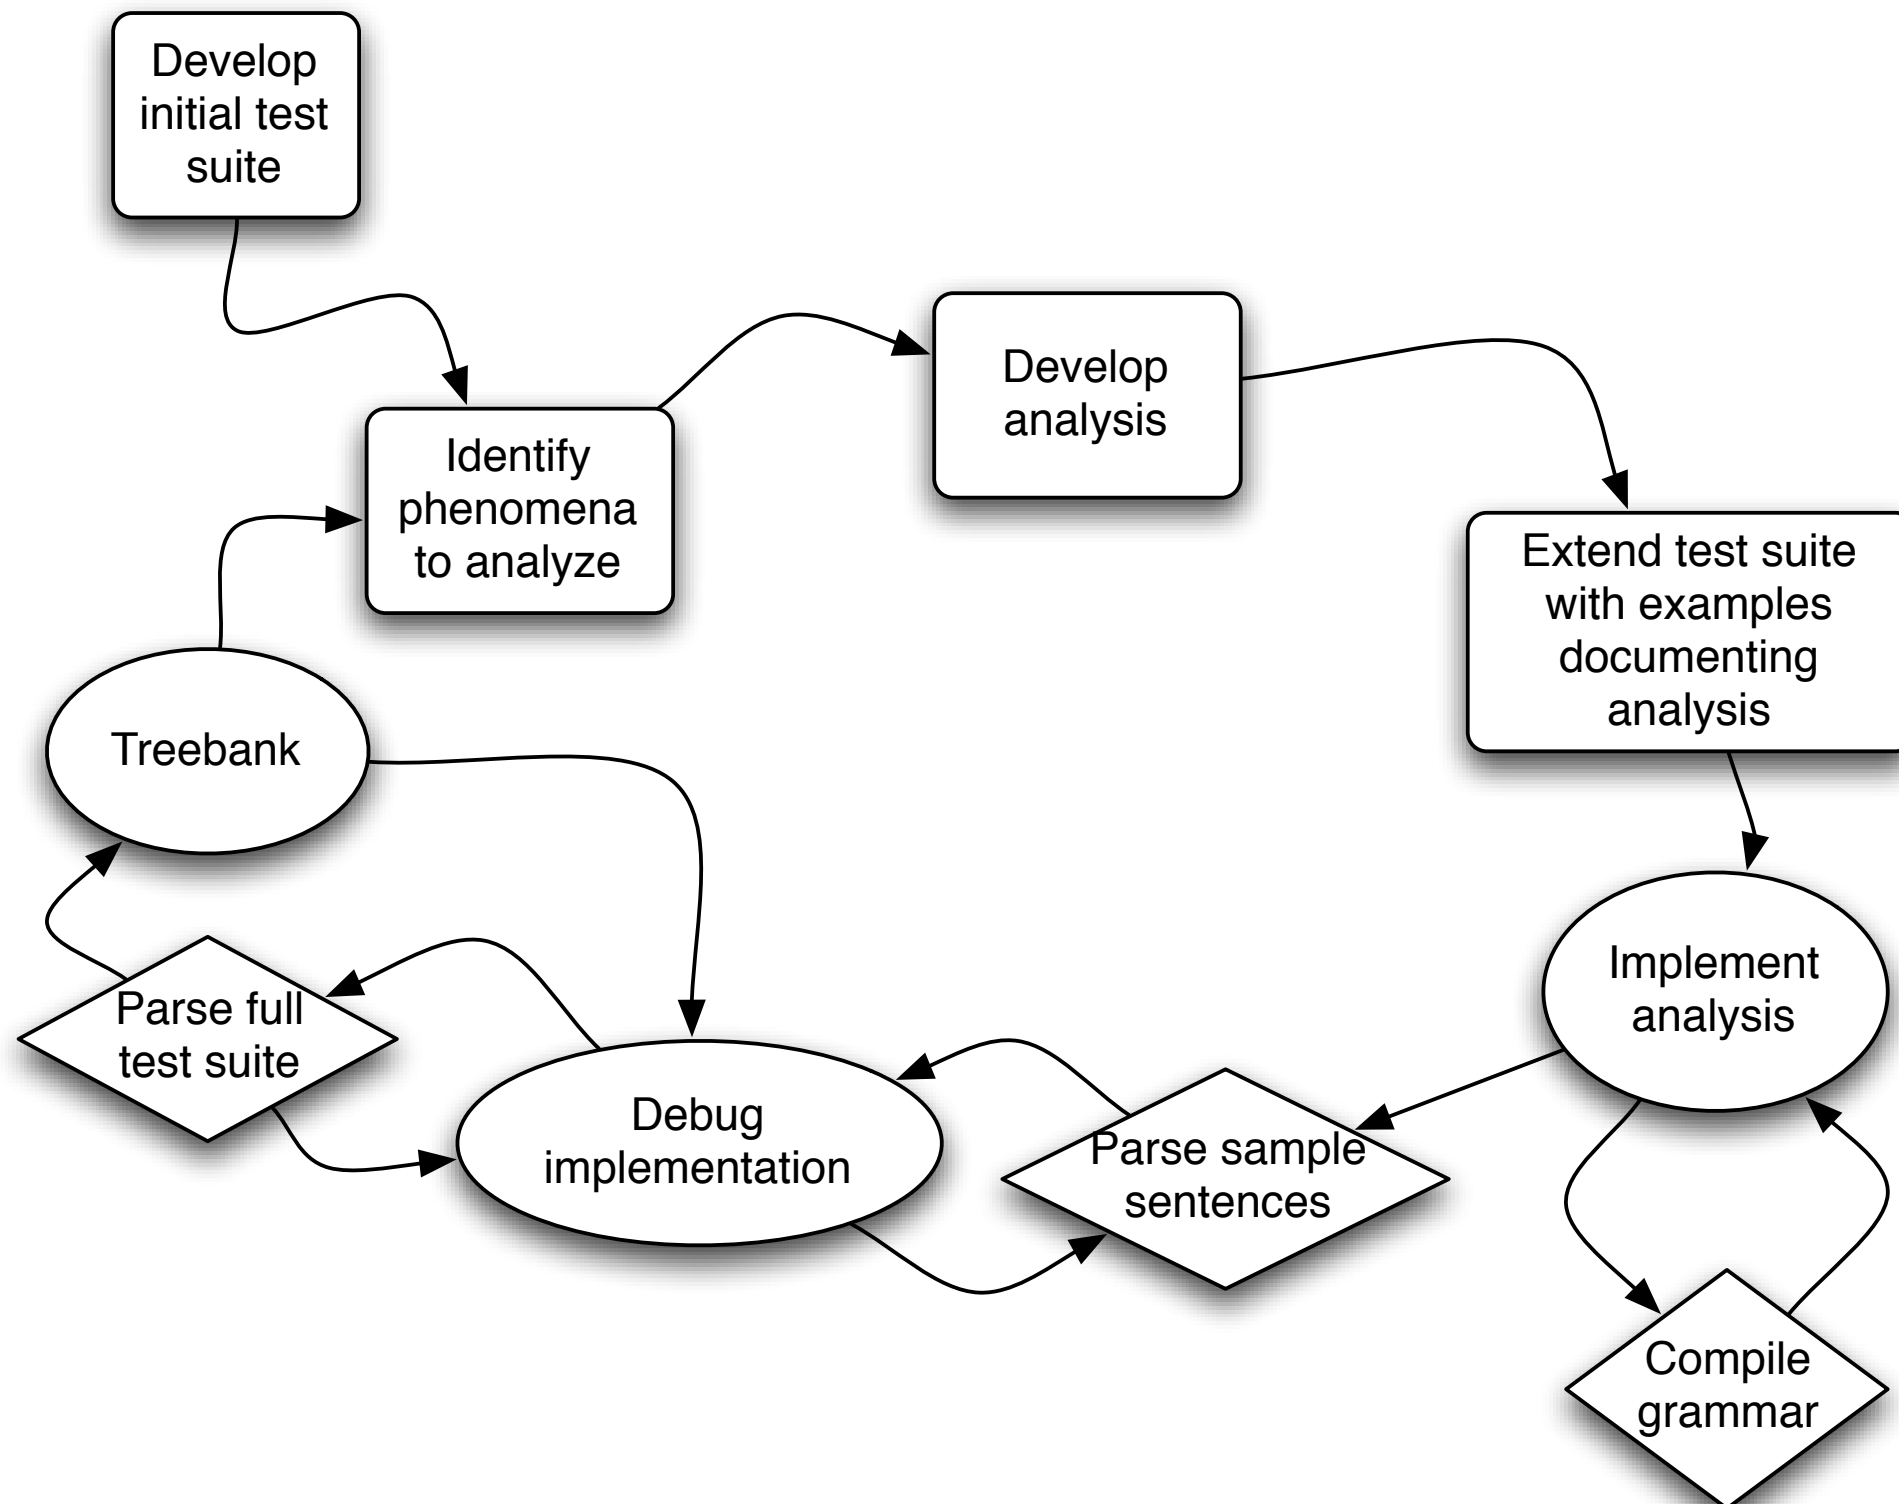 Develop
initial test
suite
Identify
phenomena
to analyze
Develop
analysis
Extend test suite
with examples
documenting
analysis
Treebank
Implement
analysis
Parse full
test suite
Debug
implementation
Parse sample
sentences
Compile
grammar